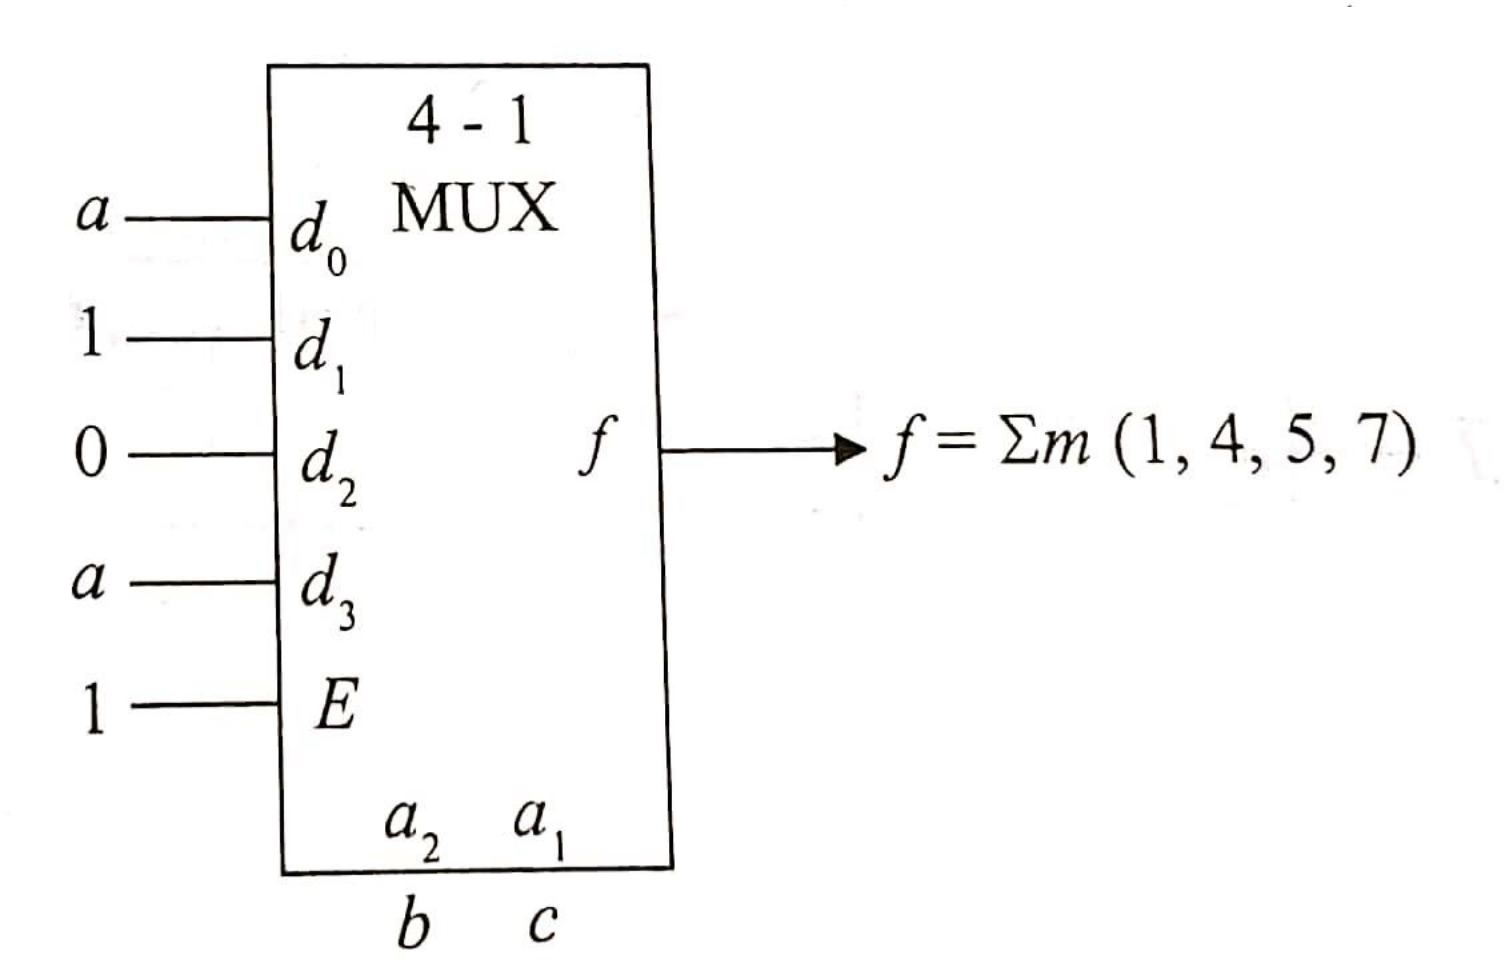 4 - 1
MUX
a d₀
1 d₁
0 d₂
a d₃
1 E
f f = Σm (1, 4, 5, 7)
a₂ a₁
b c